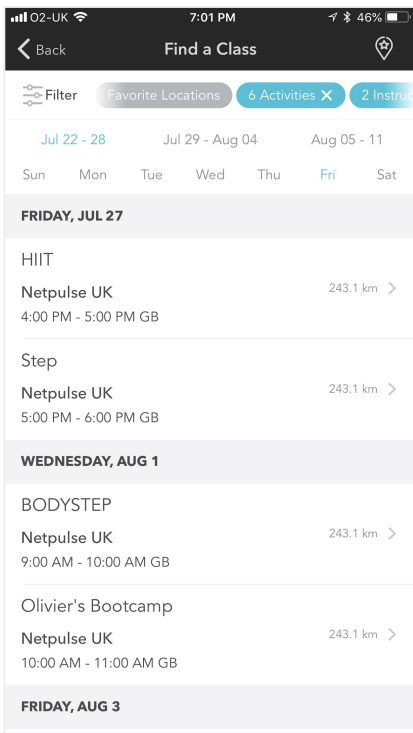 O2-UK 7:01 PM 46%
Back Find a Class
Filter Favorite Locations 6 Activities X 2 Instruc
Jul 22 - 28 Jul 29 - Aug 04 Aug 05 - 11
Sun Mon Tue Wed Thu Fri Sat
FRIDAY, JUL 27
HIIT
Netpulse UK 243.1 km
4:00 PM - 5:00 PM GB
Step
Netpulse UK 243.1 km
5:00 PM - 6:00 PM GB
WEDNESDAY, AUG 1
BODYSTEP
Netpulse UK 243.1 km
9:00 AM - 10:00 AM GB
Olivier's Bootcamp
Netpulse UK 243.1 km
10:00 AM - 11:00 AM GB
FRIDAY, AUG 3